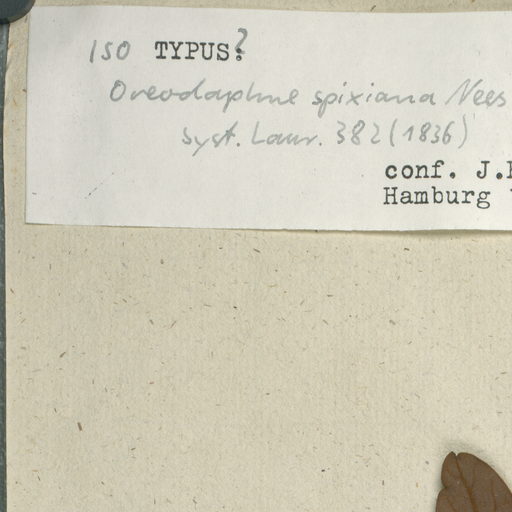 ISO TYPUS?
Oreodaphne spixiana Nees
Syst. Laur. 382 (1836)
conf. J.
Hamburg